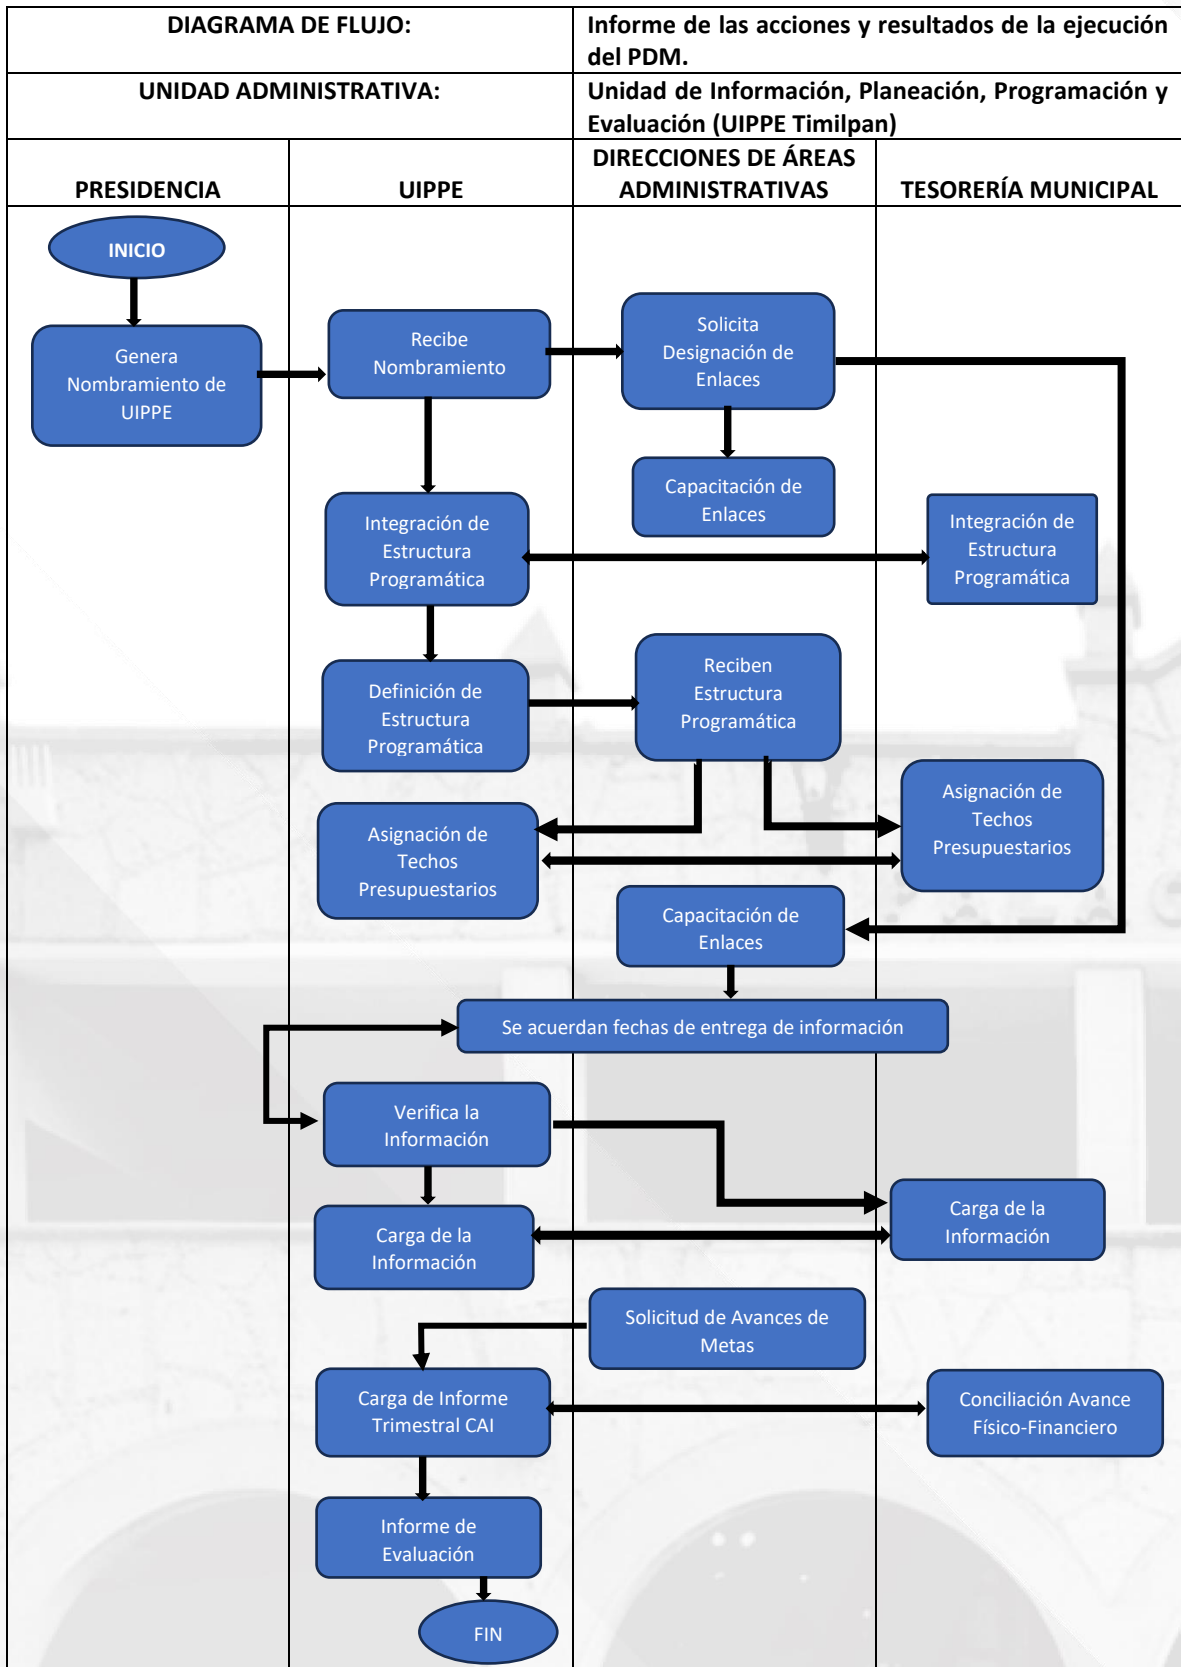 DIAGRAMA DE FLUJO:
Informe de las acciones y resultados de la ejecución
del PDM.
UNIDAD ADMINISTRATIVA:
Unidad de Información, Planeación, Programación y
Evaluación (UIPPE Timilpan)
PRESIDENCIA
UIPPE
DIRECCIONES DE ÁREAS
ADMINISTRATIVAS
TESORERÍA MUNICIPAL
INICIO
Genera
Nombramiento de
UIPPE
Recibe
Nombramiento
Solicita
Designación de
Enlaces
Capacitación de
Enlaces
Integración de
Estructura
Programática
Integración de
Estructura
Programática
Definición de
Estructura
Programática
Reciben
Estructura
Programática
Asignación de
Techos
Presupuestarios
Asignación de
Techos
Presupuestarios
Capacitación de
Enlaces
Se acuerdan fechas de entrega de información
Verifica la
Información
Carga de la
Información
Carga de la
Información
Solicitud de Avances de
Metas
Carga de Informe
Trimestral CAI
Conciliación Avance
Físico-Financiero
Informe de
Evaluación
FIN